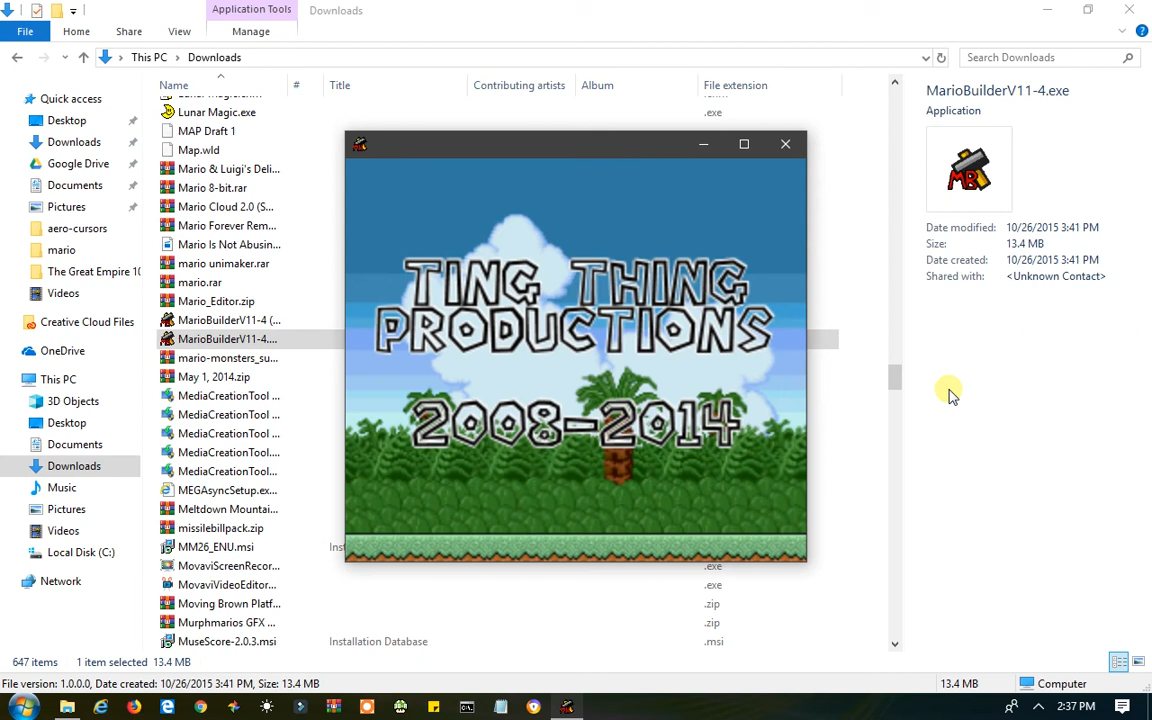 Application Tools
Downloads
File
Home
Share
View
Manage
This PC
Downloads
Search Downloads
Name
#
Title
Contributing artists
Album
File extension
Quick access
Desktop
Downloads
Google Drive
Documents
Pictures
aero-cursors
mario
The Great Empire 10
Videos
Creative Cloud Files
OneDrive
This PC
3D Objects
Desktop
Documents
Downloads
Music
Pictures
Videos
Local Disk (C:)
Network
Lunar Magic.exe
.exe
MAP Draft 1
Map.wld
Mario & Luigi's Deli...
Mario 8-bit.rar
Mario Cloud 2.0 (S...
Mario Forever Rem...
Mario Is Not Abusin...
mario unimaker.rar
mario.rar
Mario_Editor.zip
MarioBuilderV11-4 (...
MarioBuilderV11-4....
mario-monsters_su...
May 1, 2014.zip
MediaCreationTool ...
MediaCreationTool ...
MediaCreationTool...
MediaCreationTool...
MediaCreationTool...
MEGAsyncSetup.ex...
Meltdown Mountai...
missilebillpack.zip
MM26_ENU.msi
MovaviScreenRecor...
.exe
MovaviVideoEditor...
.exe
Moving Brown Platf...
.zip
Murphmarios GFX ...
.zip
MuseScore-2.0.3.msi
Installation Database
.msi
TING THING
PRODUCTIONS
2008-2014
MarioBuilderV11-4.exe
Application
MB
Date modified: 10/26/2015 3:41 PM
Size: 13.4 MB
Date created: 10/26/2015 3:41 PM
Shared with: <Unknown Contact>
647 items
1 item selected 13.4 MB
File version: 1.0.0.0, Date created: 10/26/2015 3:41 PM, Size: 13.4 MB
13.4 MB
Computer
2:37 PM